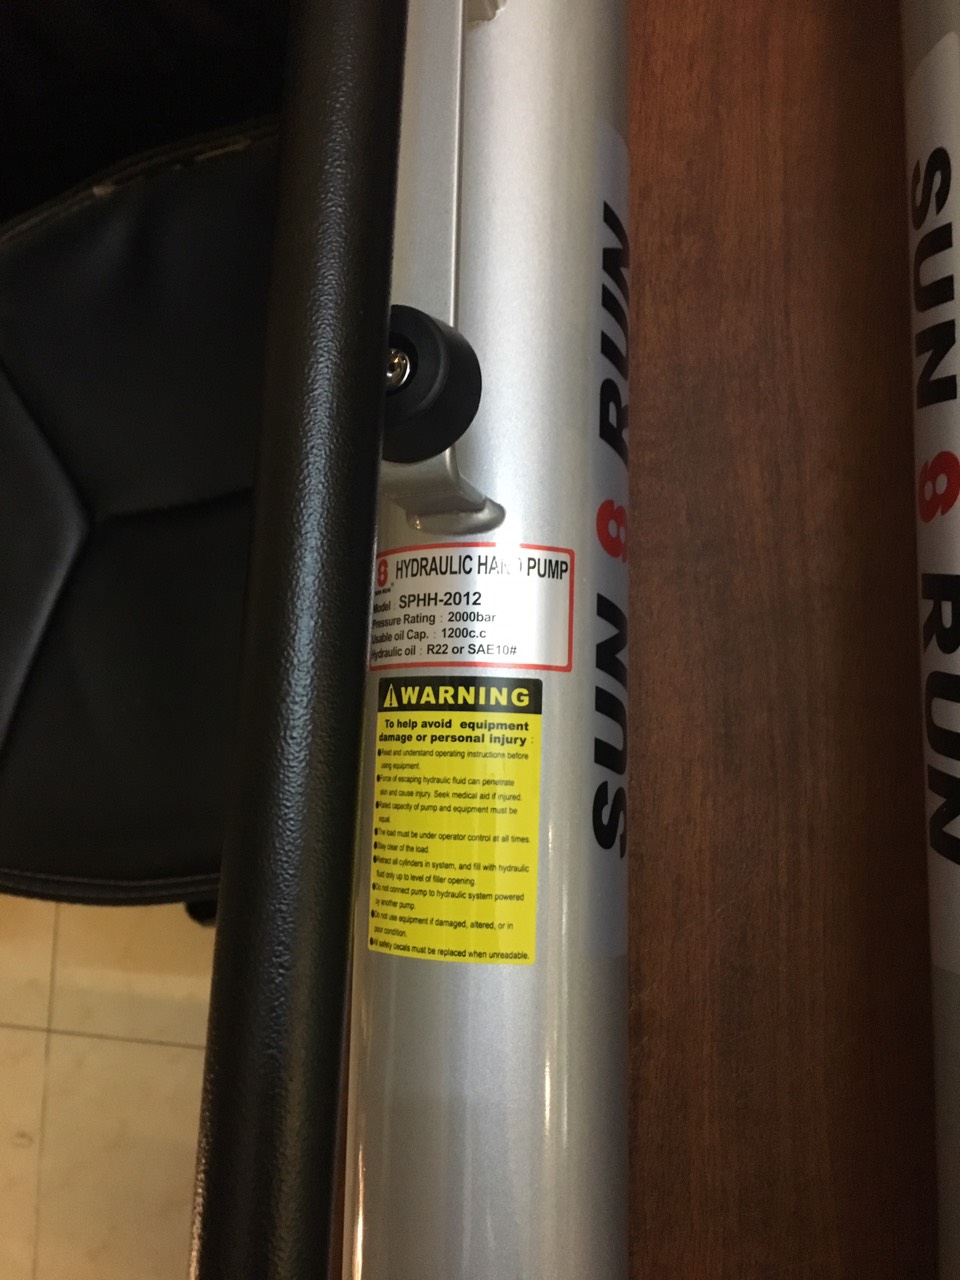 8 HYDRAULIC HAND PUMP
Model : SPHH-2012
Pressure Rating : 2000bar
Usable oil Cap. : 1200c.c
Hydraulic oil : R22 or SAE10#
WARNING
To help avoid equipment
damage or personal injury :
●Read and understand operating instructions before
using equipment.
●Force of escaping hydraulic fluid can penetrate
skin and cause injury. Seek medical aid if injured.
●Rated capacity of pump and equipment must be
equal.
●The load must be under operator control at all times.
●Stay clear of the load.
●Retract all cylinders in system, and fill with hydraulic
fluid only up to level of filler opening.
●Do not connect pump to hydraulic system powered
by another pump.
●Do not use equipment if damaged, altered, or in
poor condition.
●All safety decals must be replaced when unreadable.
SUN 8 RUN
SUN 8 RUN